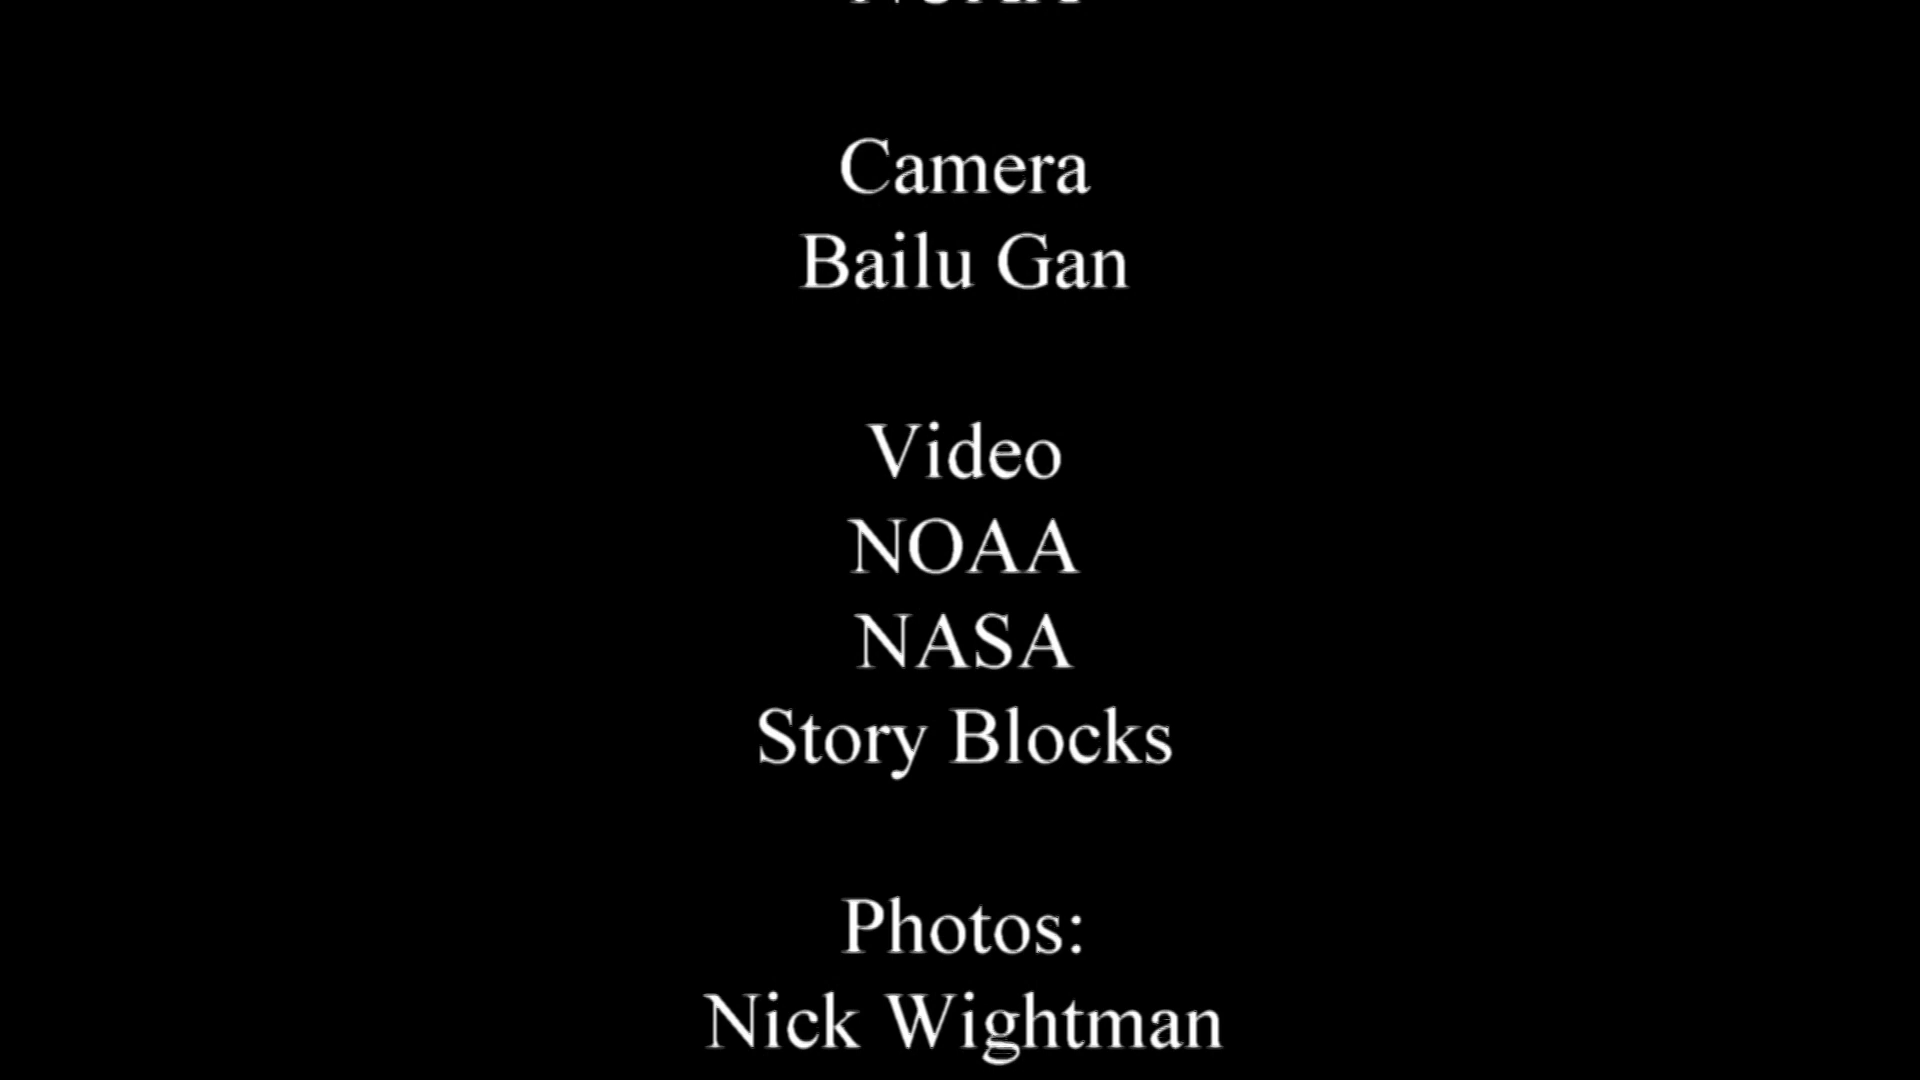 Camera
Bailu Gan
Video
NOAA
NASA
Story Blocks
Photos:
Nick Wightman